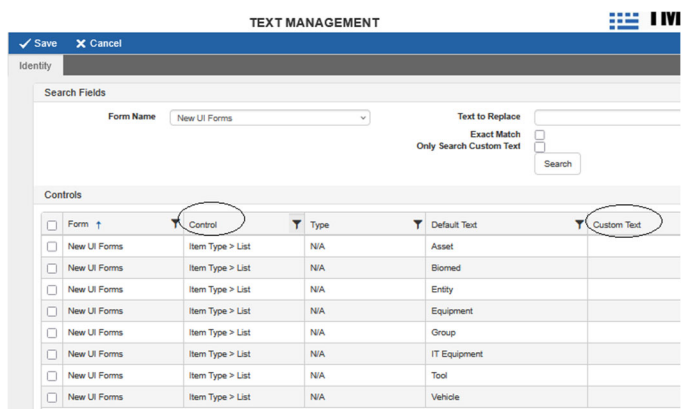 TEXT MANAGEMENT
Save Cancel
Identity
Search Fields
Form Name New UI Forms Text to Replace
Exact Match
Only Search Custom Text
Search
Controls
Form Control Type Default Text Custom Text
New UI Forms Item Type > List N/A Asset
New UI Forms Item Type > List N/A Biomed
New UI Forms Item Type > List N/A Entity
New UI Forms Item Type > List N/A Equipment
New UI Forms Item Type > List N/A Group
New UI Forms Item Type > List N/A IT Equipment
New UI Forms Item Type > List N/A Tool
New UI Forms Item Type > List N/A Vehicle